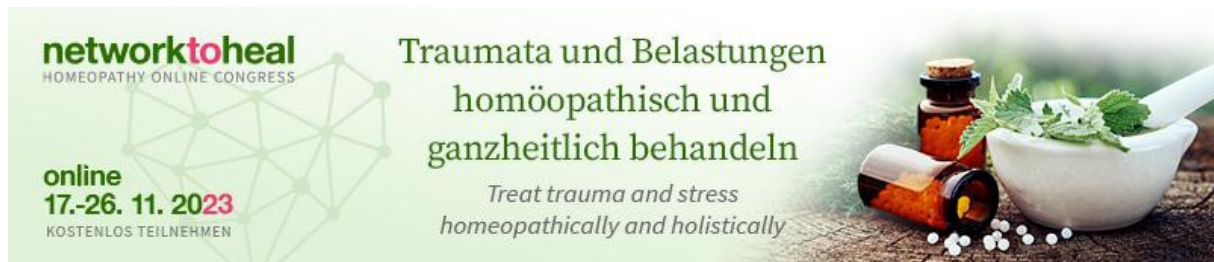 networktoheal
HOMEOPATHY ONLINE CONGRESS
online
17.-26. 11. 2023
KOSTENLOS TEILNEHMEN
Traumata und Belastungen
homöopathisch und
ganzheitlich behandeln
Treat trauma and stress
homeopathically and holistically